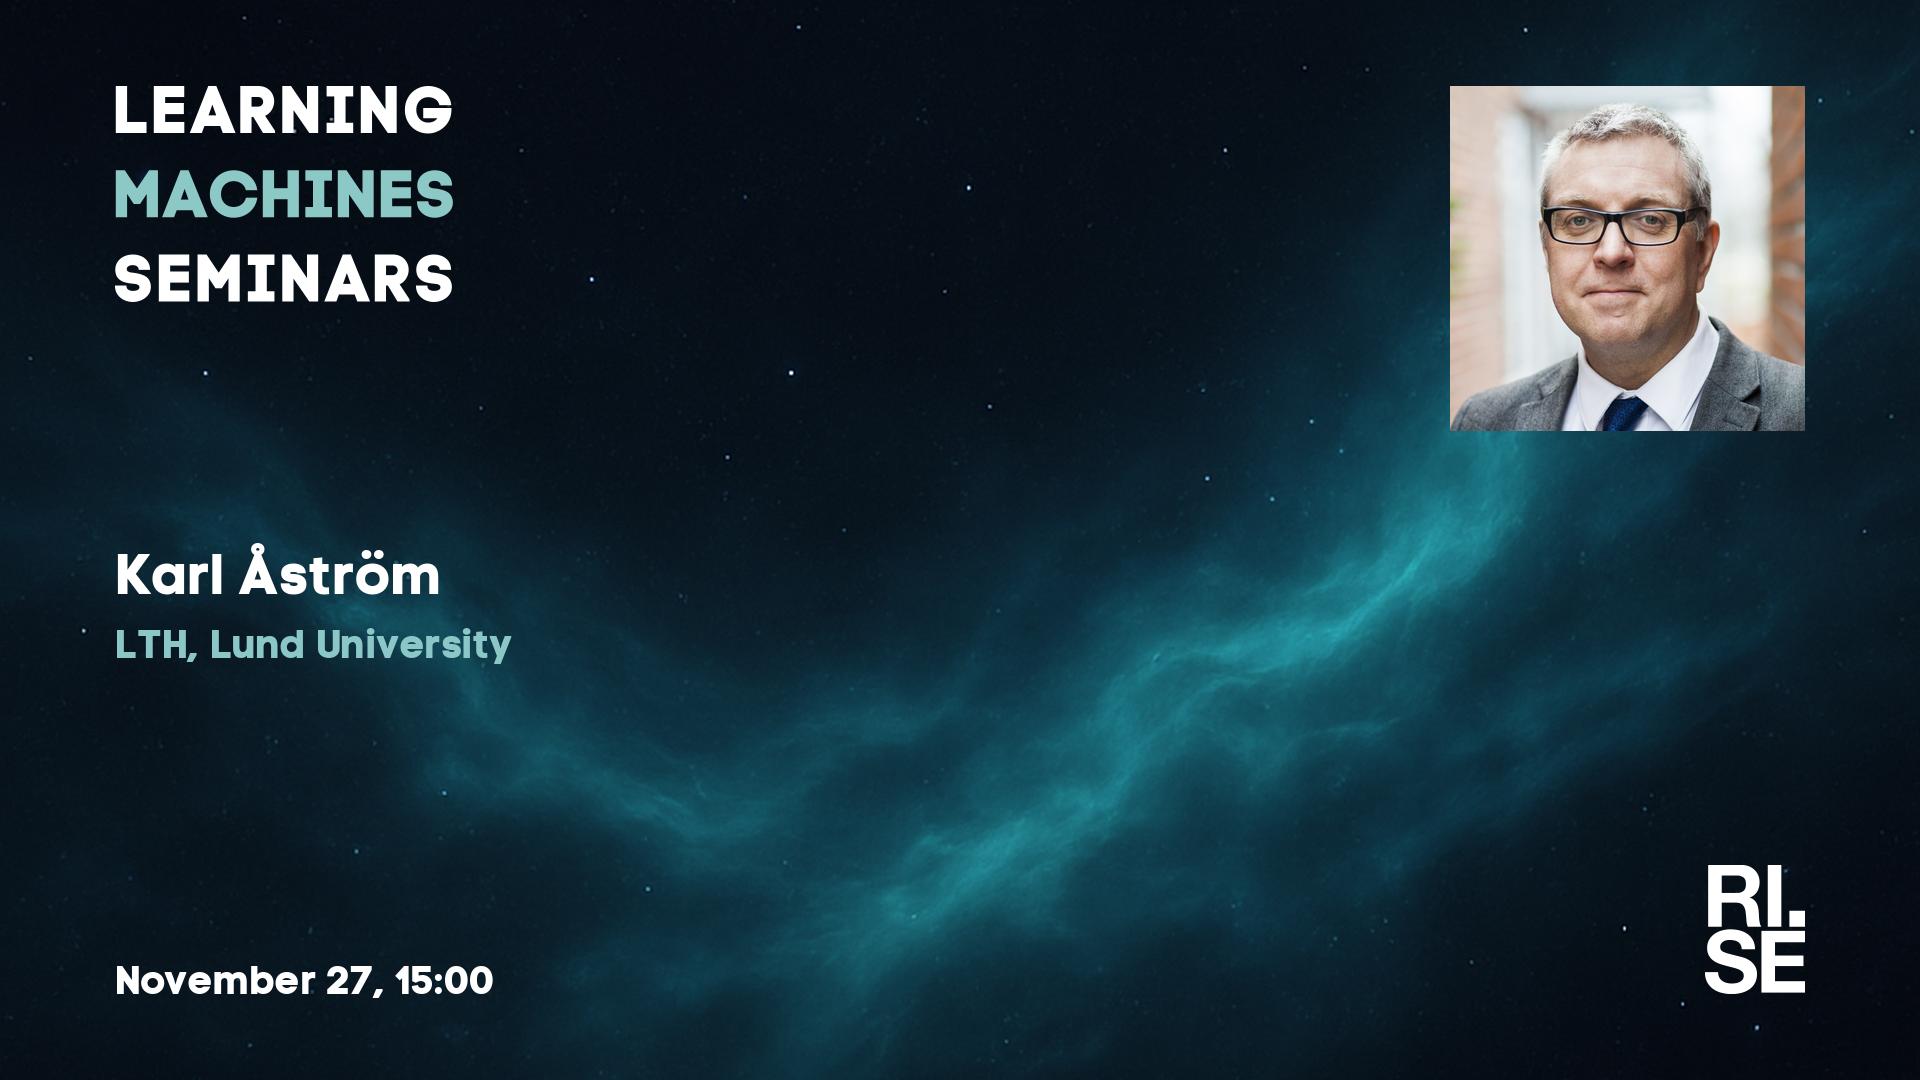 LEARNING
MACHINES
SEMINARS
Karl Åström
LTH, Lund University
November 27, 15:00
RI.
SE